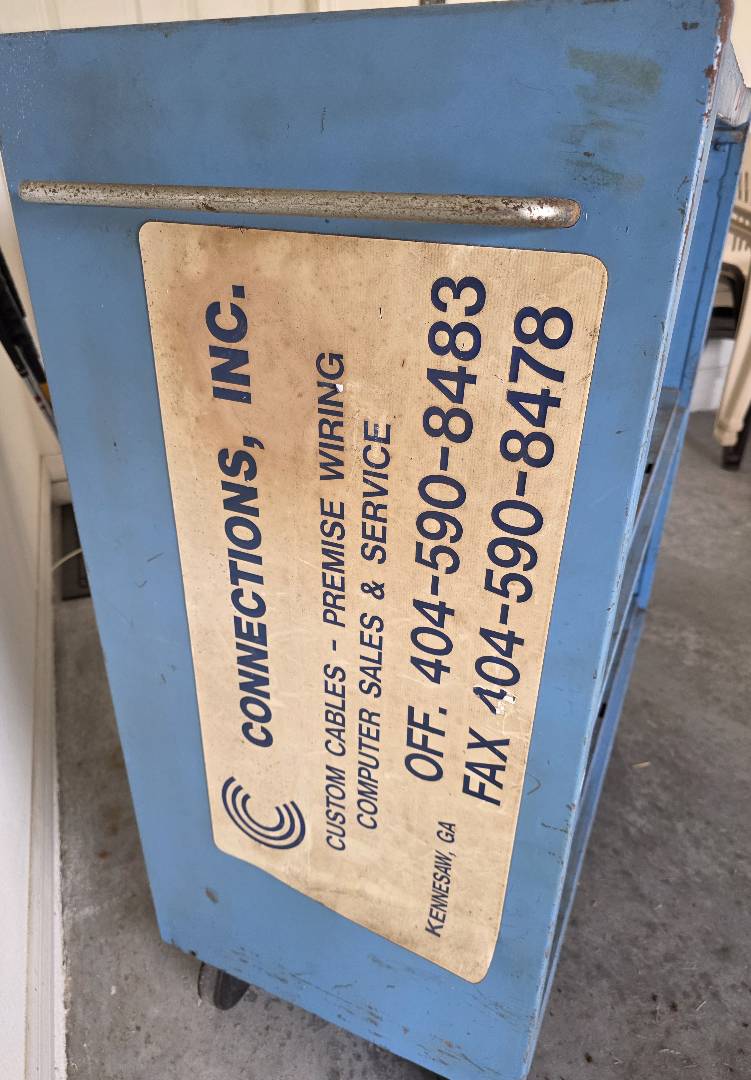 CONNECTIONS, INC.
CUSTOM CABLES - PREMISE WIRING
COMPUTER SALES & SERVICE
OFF. 404-590-8483
KENNESAW, GA FAX 404-590-8478